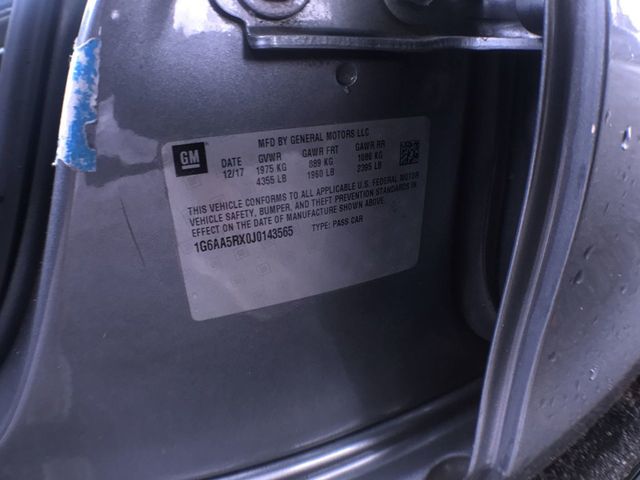 GM
MFD BY GENERAL MOTORS LLC
DATE GVWR GAWR FRT GAWR RR
12/17 1975 KG 889 KG 1086 KG
4355 LB 1960 LB 2395 LB
THIS VEHICLE CONFORMS TO ALL APPLICABLE U.S. FEDERAL MOTOR
VEHICLE SAFETY, BUMPER, AND THEFT PREVENTION STANDARDS IN
EFFECT ON THE DATE OF MANUFACTURE SHOWN ABOVE.
1G6AA5RX0J0143565 TYPE: PASS CAR